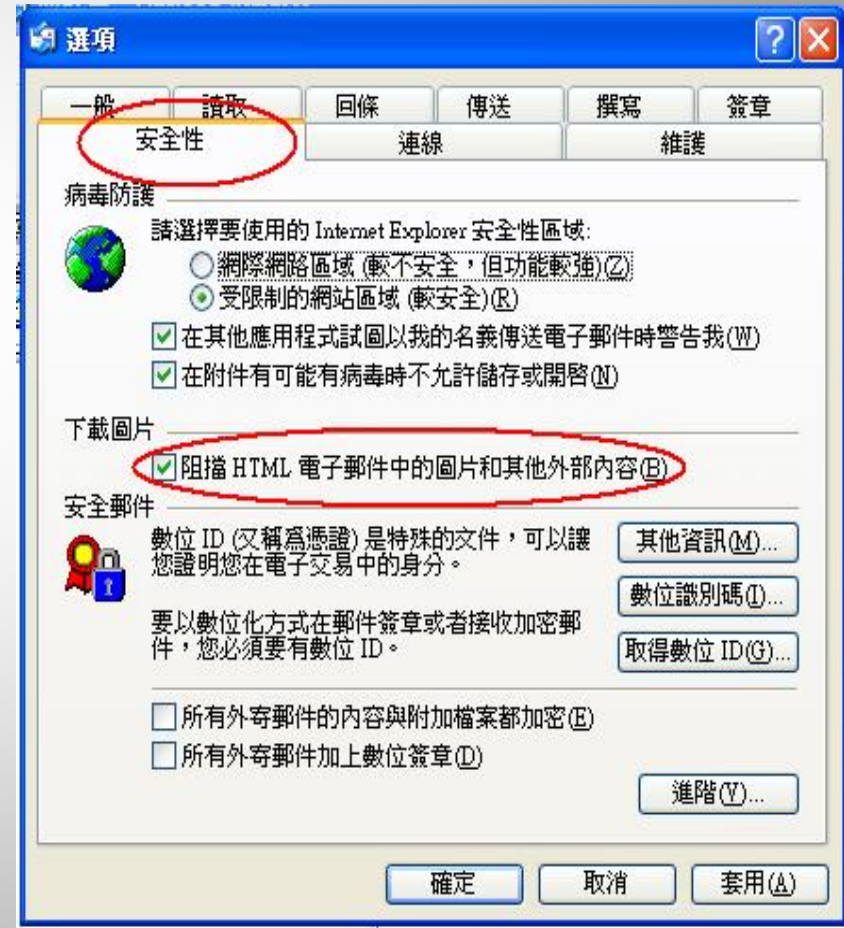 選項
一般 讀取 回條 傳送 撰寫 簽章
安全性 連線 維護
病毒防護
請選擇要使用的 Internet Explorer 安全性區域:
網際網路區域 (較不安全，但功能較強)(Z)
受限制的網站區域 (較安全)(R)
在其他應用程式試圖以我的名義傳送電子郵件時警告我(W)
在附件有可能有病毒時不允許儲存或開啓(N)
下載圖片
阻擋 HTML 電子郵件中的圖片和其他外部內容(B)
安全郵件
數位 ID (又稱爲憑證) 是特殊的文件，可以讓
您證明您在電子交易中的身分。
其他資訊(M)...
數位識別碼(I)...
要以數位化方式在郵件簽章或者接收加密郵
件，您必須要有數位 ID。
取得數位 ID(G)...
所有外寄郵件的內容與附加檔案都加密(E)
所有外寄郵件加上數位簽章(D)
進階(V)...
確定 取消 套用(A)